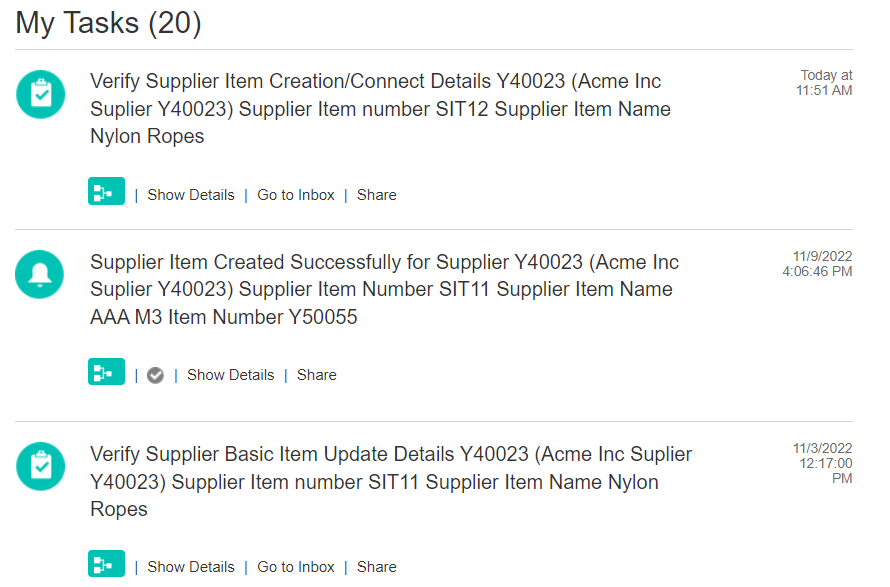 My Tasks (20)
Verify Supplier Item Creation/Connect Details Y40023 (Acme Inc
Suplier Y40023) Supplier Item number SIT12 Supplier Item Name
Nylon Ropes
Today at
11:51 AM
| Show Details | Go to Inbox | Share
Supplier Item Created Successfully for Supplier Y40023 (Acme Inc
Suplier Y40023) Supplier Item Number SIT11 Supplier Item Name
AAA M3 Item Number Y50055
11/9/2022
4:06:46 PM
| | Show Details | Share
Verify Supplier Basic Item Update Details Y40023 (Acme Inc Suplier
Y40023) Supplier Item number SIT11 Supplier Item Name Nylon
Ropes
11/3/2022
12:17:00
PM
| Show Details | Go to Inbox | Share